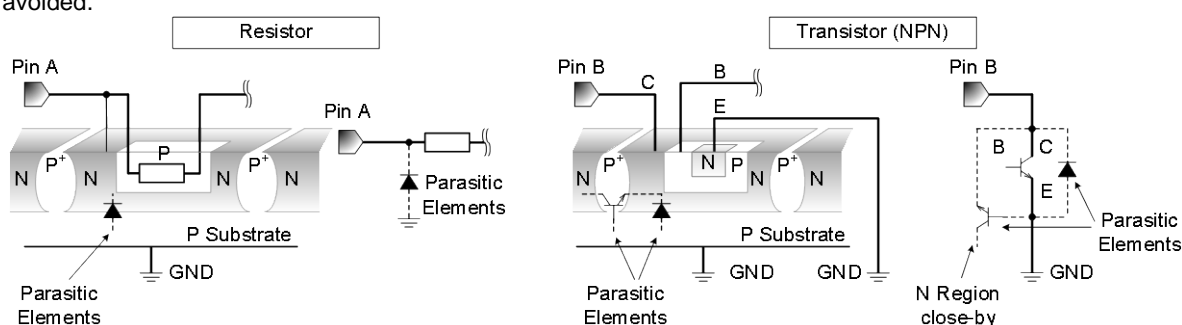 avoided.
Resistor
Transistor (NPN)
Pin A
Pin A
N
P+
N
P
N
P+
N
Parasitic
Elements
P Substrate
GND
Parasitic
Elements
Pin B
C
B
E
N
P+
N
N
P
N
P+
N
P Substrate
GND
GND
Parasitic
Elements
Pin B
B
C
E
Parasitic
Elements
GND
N Region
close-by